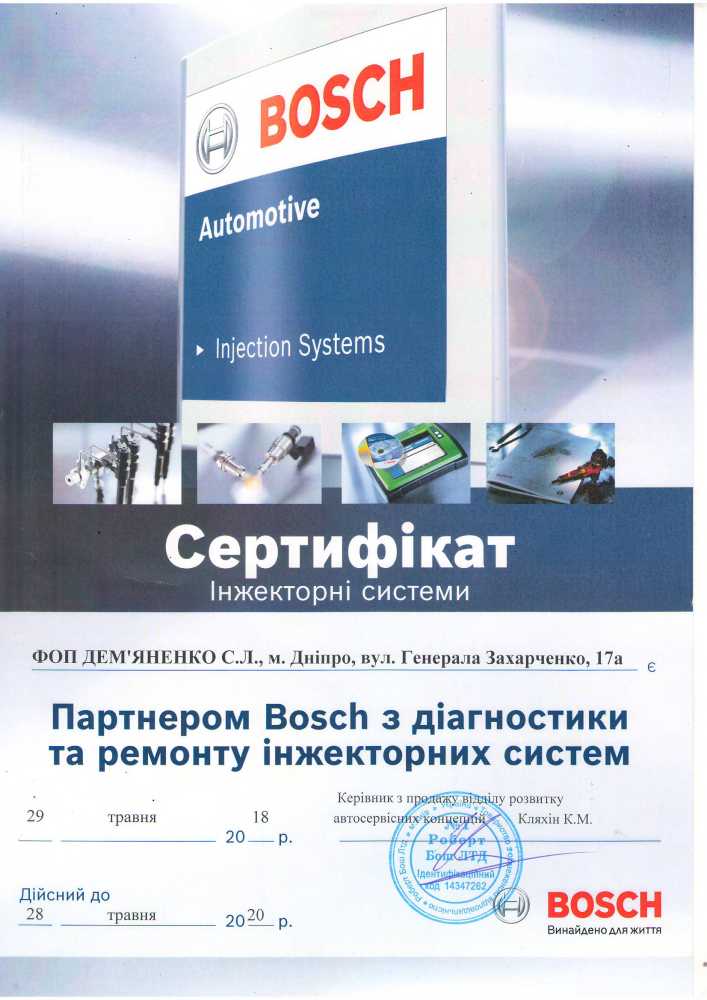 BOSCH
Automotive
Injection Systems
Сертифікат
Інжекторні системи
ФОП ДЕМ'ЯНЕНКО С.Л., м. Дніпро, вул. Генерала Захарченко, 17а є
Партнером Bosch з діагностики
та ремонту інжекторних систем
Керівник з продажу відділу розвитку
автосервісних концепцій Кляхін К.М.
29 травня 2018 р.
№1
Роберт
Бош ЛТД
Ідентифікаційний
код 14347262
Дійсний до
28 травня 2020 р.
BOSCH
Винайдено для життя